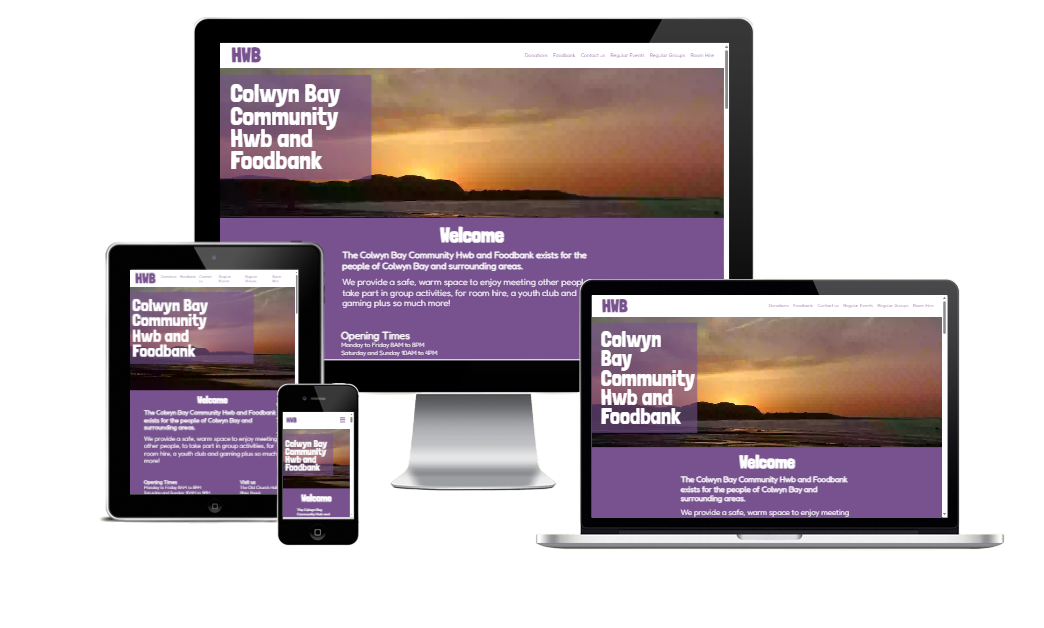 HWB
Donations Foodbank Contact us Regular Events Regular Groups Room Hire
Colwyn Bay
Community
Hwb and
Foodbank
Welcome
The Colwyn Bay Community Hwb and Foodbank exists for the
people of Colwyn Bay and surrounding areas.
We provide a safe, warm space to enjoy meeting other
take part in group activities, for room hire, a youth club and
gaming plus so much more!
Opening Times
Monday to Friday 8AM to 8PM
Saturday and Sunday 10AM to 4PM
HWB
Donations Foodbank Contact us Regular Events Regular Groups Room Hire
Colwyn Bay
Community
Hwb and
Foodbank
Welcome
The Colwyn Bay Community Hwb and Foodbank
exists for the people of Colwyn Bay and
surrounding areas.
We provide a safe, warm space to enjoy meeting
other people, to take part in group activities, for
room hire, a youth club and gaming plus so much
more!
Opening Times
Monday to Friday 8AM to 8PM
Saturday and Sunday 10AM to 4PM
Visit us
The Old Church Hall
HWB
Colwyn Bay
Community
Hwb and
Foodbank
Welcome
The Colwyn Bay
Community Hwb and
HWB
Donations Foodbank Contact us Regular Events Regular Groups Room Hire
Colwyn
Bay
Community
Hwb and
Foodbank
Welcome
The Colwyn Bay Community Hwb and Foodbank
exists for the people of Colwyn Bay and
surrounding areas.
We provide a safe, warm space to enjoy meeting